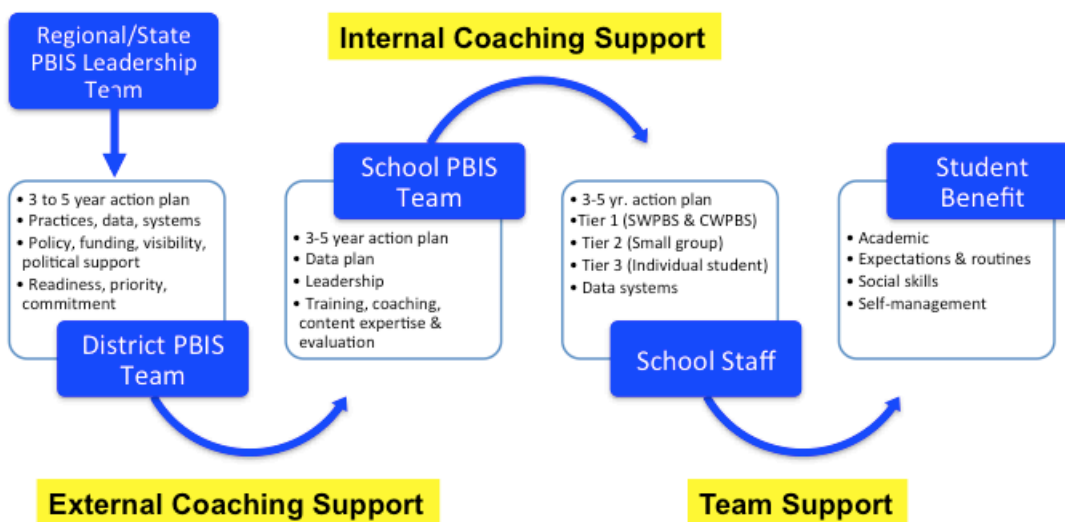 Regional/State
PBIS Leadership
Team
Internal Coaching Support
• 3 to 5 year action plan
• Practices, data, systems
• Policy, funding, visibility,
political support
• Readiness, priority,
commitment
District PBIS
Team
School PBIS
Team
• 3-5 year action plan
• Data plan
• Leadership
• Training, coaching,
content expertise &
evaluation
• 3-5 yr. action plan
•Tier 1 (SWPBS & CWPBS)
• Tier 2 (Small group)
• Tier 3 (Individual student)
• Data systems
School Staff
Student
Benefit
• Academic
• Expectations & routines
• Social skills
• Self-management
External Coaching Support
Team Support